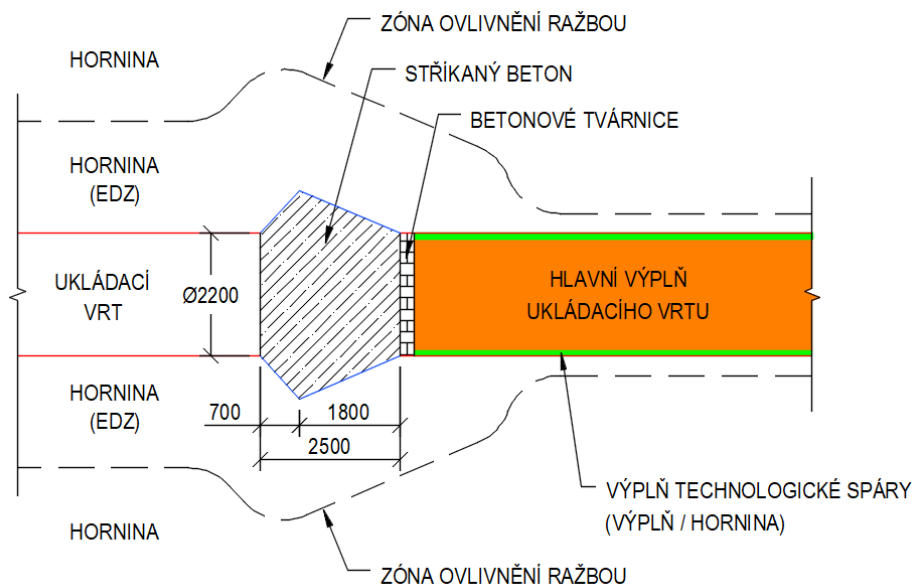 ZÓNA OVLIVNĚNÍ RAŽBOU
HORNINA
STŘÍKANÝ BETON
BETONOVÉ TVÁRNICE
HORNINA
(EDZ)
UKLÁDACÍ
VRT
Ø2200
HLAVNÍ VÝPLŇ
UKLÁDACÍHO VRTU
HORNINA
(EDZ)
700
1800
2500
VÝPLŇ TECHNOLOGICKÉ SPÁRY
(VÝPLŇ / HORNINA)
HORNINA
ZÓNA OVLIVNĚNÍ RAŽBOU